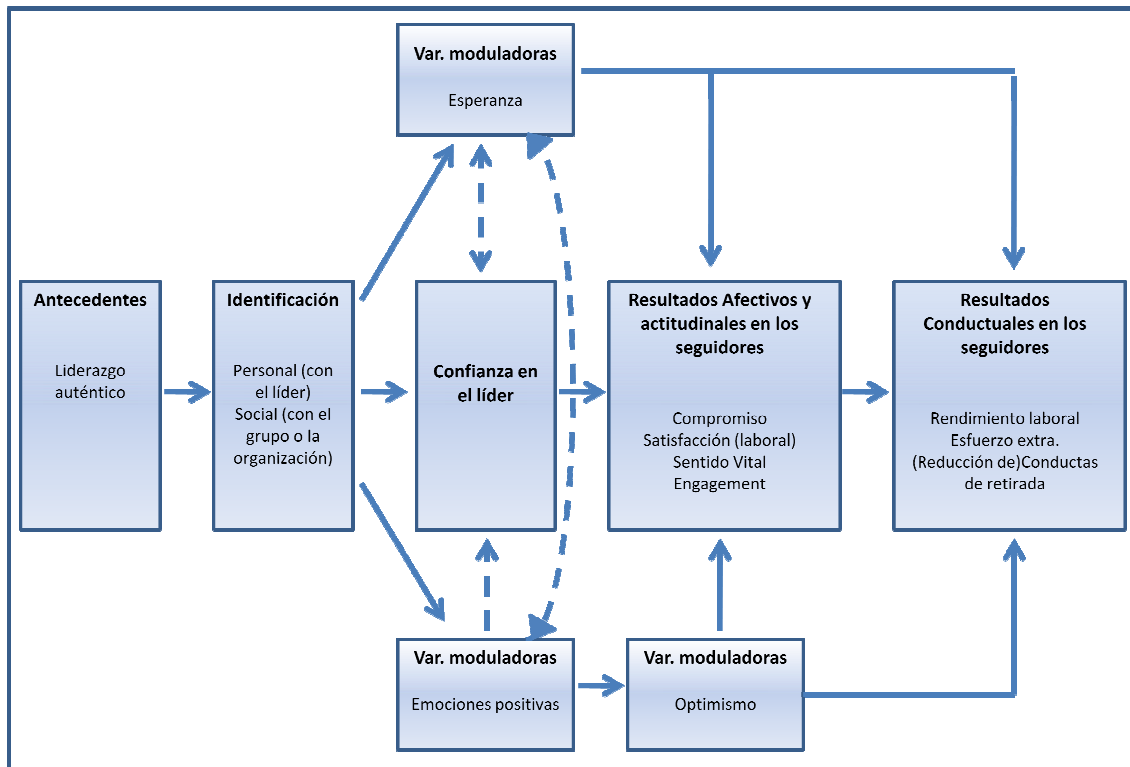 Var. moduladoras
Esperanza
Antecedentes
Liderazgo
auténtico
Identificación
Personal (con
el líder)
Social (con el
grupo o la
organización)
Confianza en
el líder
Resultados Afectivos y
actitudinales en los
seguidores
Compromiso
Satisfacción (laboral)
Sentido Vital
Engagement
Resultados
Conductuales en los
seguidores
Rendimiento laboral
Esfuerzo extra.
(Reducción de)Conductas
de retirada
Var. moduladoras
Emociones positivas
Var. moduladoras
Optimismo